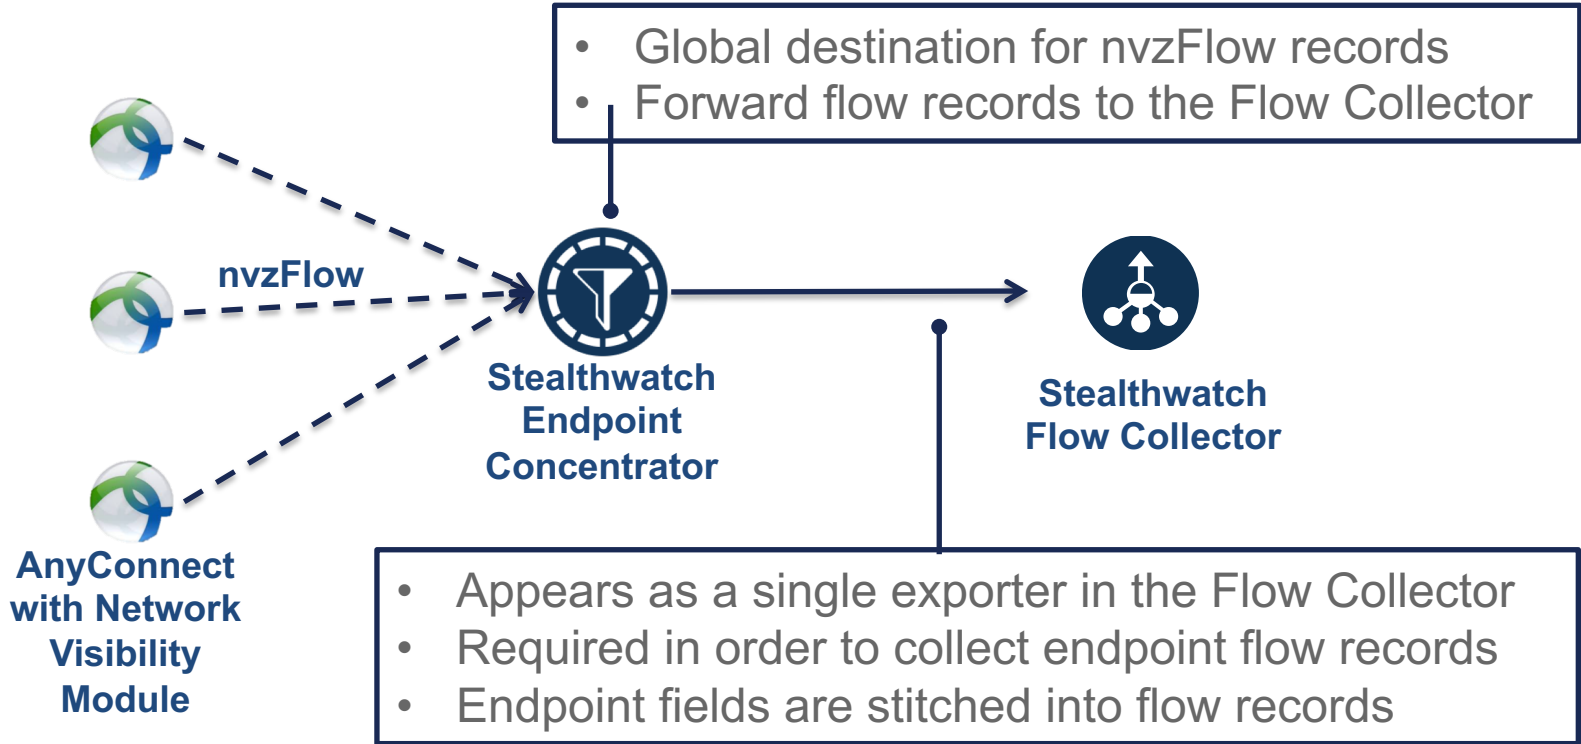 • Global destination for nvzFlow records
• Forward flow records to the Flow Collector
nvzFlow
Stealthwatch
Endpoint
Concentrator
Stealthwatch
Flow Collector
AnyConnect
with Network
Visibility
Module
• Appears as a single exporter in the Flow Collector
• Required in order to collect endpoint flow records
• Endpoint fields are stitched into flow records